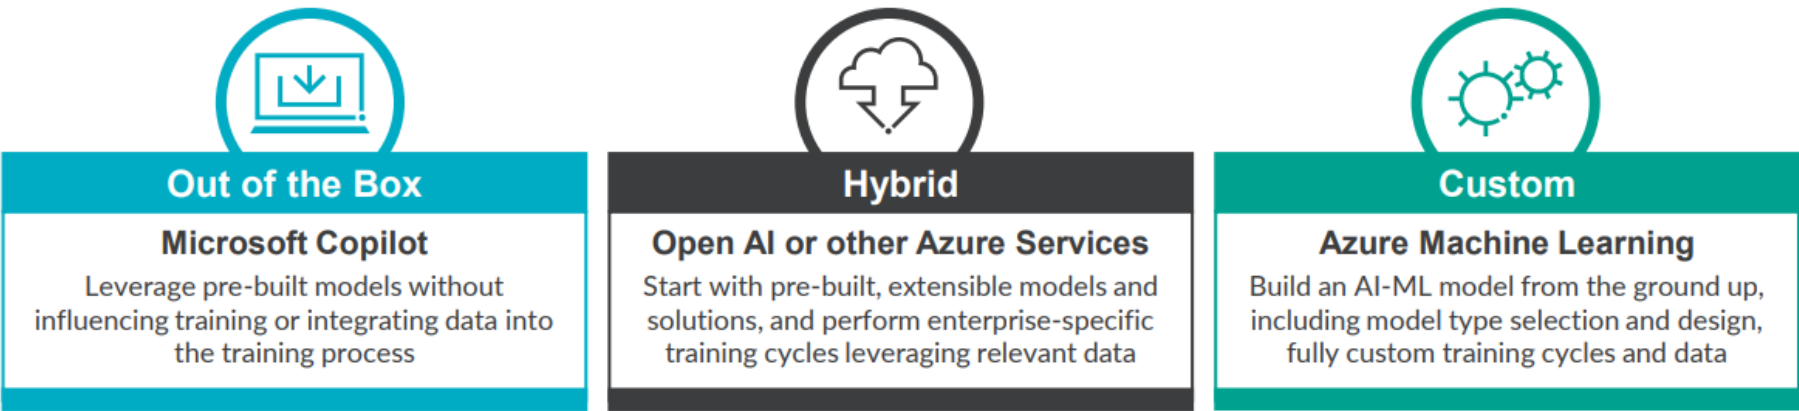 Out of the Box
Microsoft Copilot
Leverage pre-built models without
influencing training or integrating data into
the training process
Hybrid
Open AI or other Azure Services
Start with pre-built, extensible models and
solutions, and perform enterprise-specific
training cycles leveraging relevant data
Custom
Azure Machine Learning
Build an AI-ML model from the ground up,
including model type selection and design,
fully custom training cycles and data